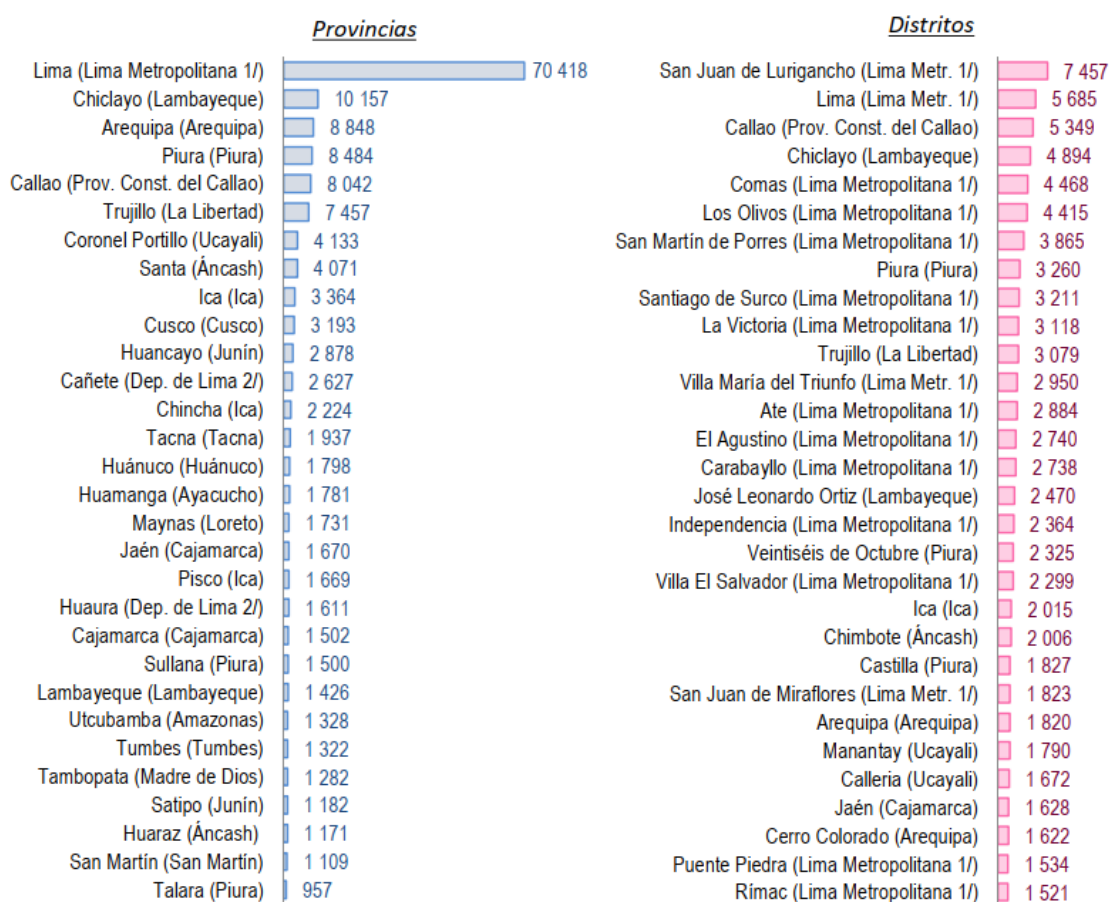 Provincias
Lima (Lima Metropolitana 1/) 70 418
Chiclayo (Lambayeque) 10 157
Arequipa (Arequipa) 8 848
Piura (Piura) 8 484
Callao (Prov. Const. del Callao) 8 042
Trujillo (La Libertad) 7 457
Coronel Portillo (Ucayali) 4 133
Santa (Áncash) 4 071
Ica (Ica) 3 364
Cusco (Cusco) 3 193
Huancayo (Junín) 2 878
Cañete (Dep. de Lima 2/) 2 627
Chincha (Ica) 2 224
Tacna (Tacna) 1 937
Huánuco (Huánuco) 1 798
Huamanga (Ayacucho) 1 781
Maynas (Loreto) 1 731
Jaén (Cajamarca) 1 670
Pisco (Ica) 1 669
Huaura (Dep. de Lima 2/) 1 611
Cajamarca (Cajamarca) 1 502
Sullana (Piura) 1 500
Lambayeque (Lambayeque) 1 426
Utcubamba (Amazonas) 1 328
Tumbes (Tumbes) 1 322
Tambopata (Madre de Dios) 1 282
Satipo (Junín) 1 182
Huaraz (Áncash) 1 171
San Martín (San Martín) 1 109
Talara (Piura) 957
Distritos
San Juan de Lurigancho (Lima Metr. 1/) 7 457
Lima (Lima Metr. 1/) 5 685
Callao (Prov. Const. del Callao) 5 349
Chiclayo (Lambayeque) 4 894
Comas (Lima Metropolitana 1/) 4 468
Los Olivos (Lima Metropolitana 1/) 4 415
San Martín de Porres (Lima Metropolitana 1/) 3 865
Piura (Piura) 3 260
Santiago de Surco (Lima Metropolitana 1/) 3 211
La Victoria (Lima Metropolitana 1/) 3 118
Trujillo (La Libertad) 3 079
Villa María del Triunfo (Lima Metr. 1/) 2 950
Ate (Lima Metropolitana 1/) 2 884
El Agustino (Lima Metropolitana 1/) 2 740
Carabayllo (Lima Metropolitana 1/) 2 738
José Leonardo Ortiz (Lambayeque) 2 470
Independencia (Lima Metropolitana 1/) 2 364
Veintiséis de Octubre (Piura) 2 325
Villa El Salvador (Lima Metropolitana 1/) 2 299
Ica (Ica) 2 015
Chimbote (Áncash) 2 006
Castilla (Piura) 1 827
San Juan de Miraflores (Lima Metr. 1/) 1 823
Arequipa (Arequipa) 1 820
Manantay (Ucayali) 1 790
Calleria (Ucayali) 1 672
Jaén (Cajamarca) 1 628
Cerro Colorado (Arequipa) 1 622
Puente Piedra (Lima Metropolitana 1/) 1 534
Rímac (Lima Metropolitana 1/) 1 521